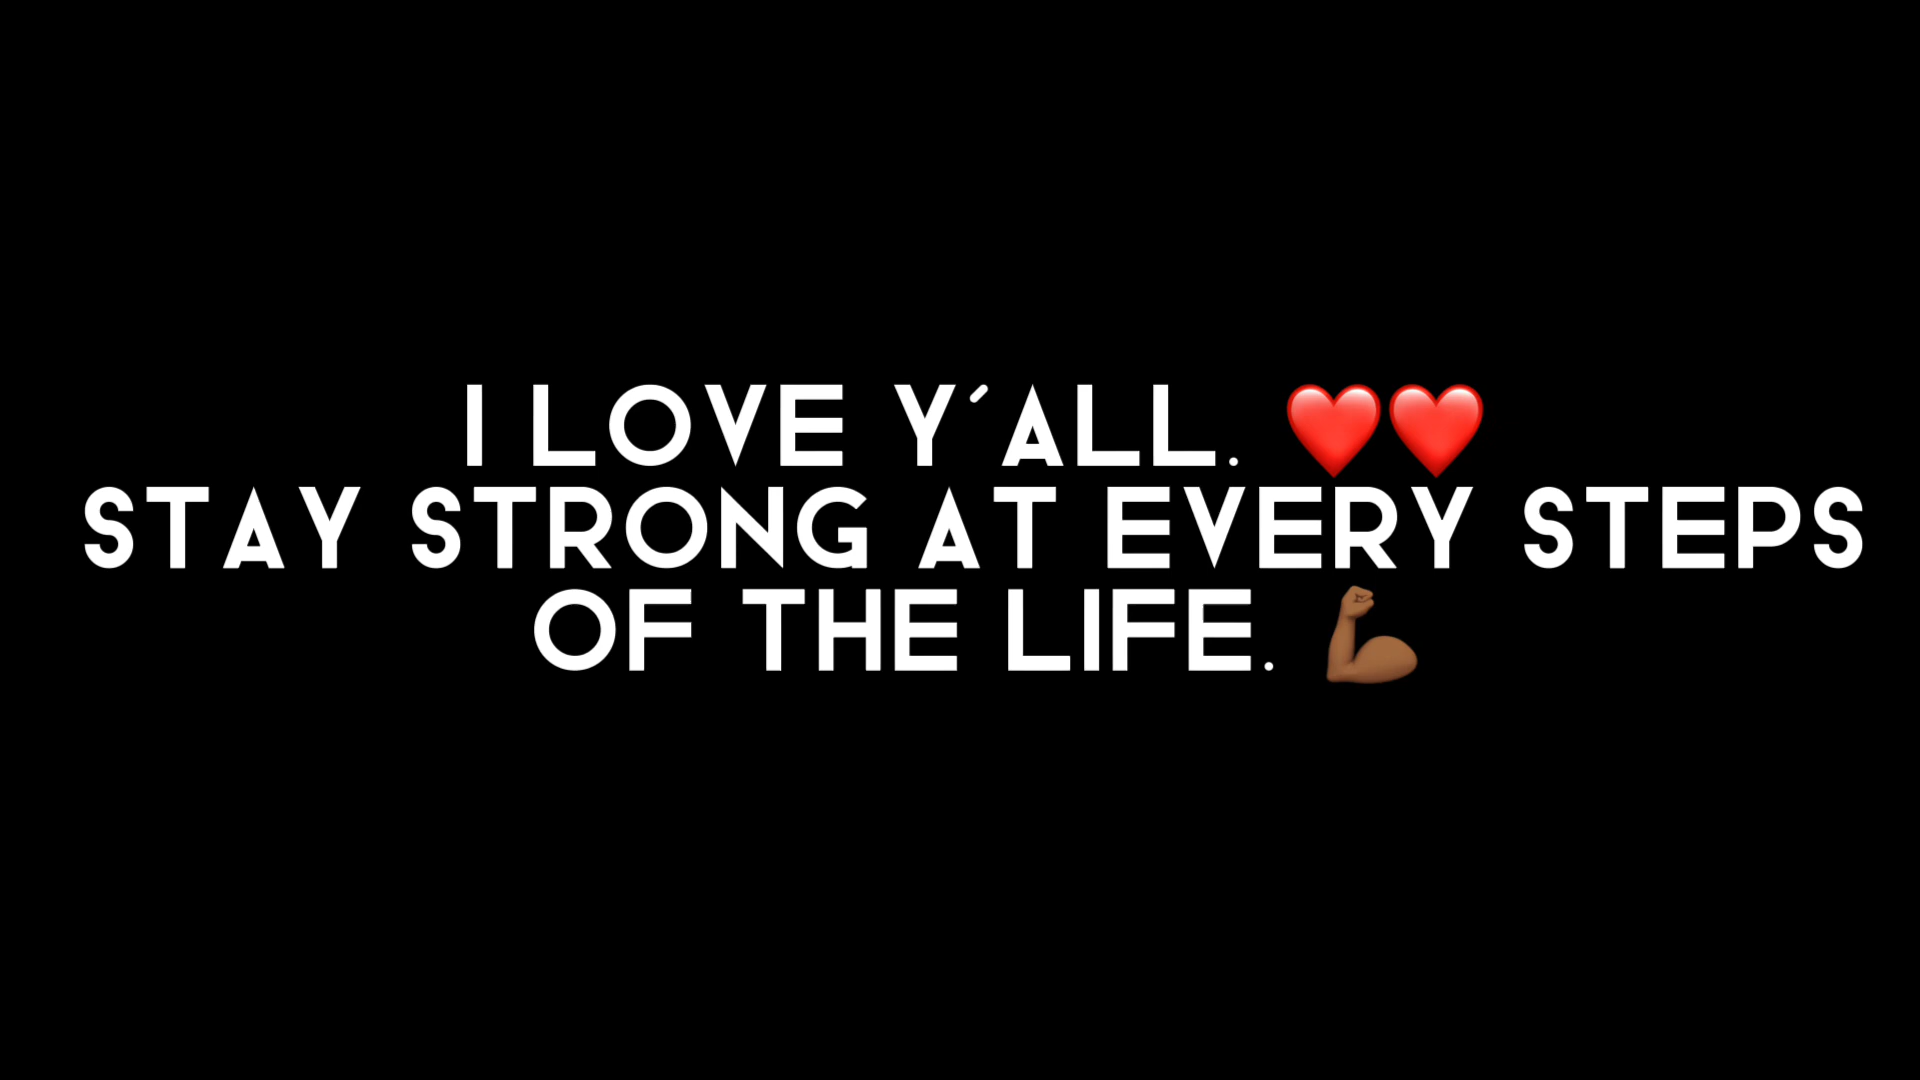 I LOVE Y´ALL. ❤️❤️
STAY STRONG AT EVERY STEPS
OF THE LIFE. 💪🏾